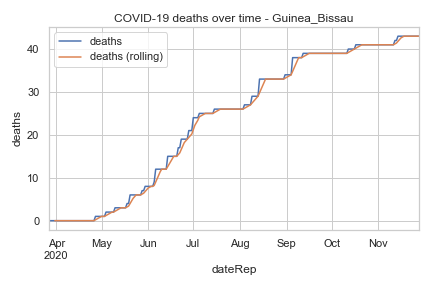 COVID-19 deaths over time - Guinea_Bissau
deaths
deaths (rolling)
40
30
20
10
0
deaths
Apr
2020
May
Jun
Jul
Aug
Sep
Oct
Nov
dateRep